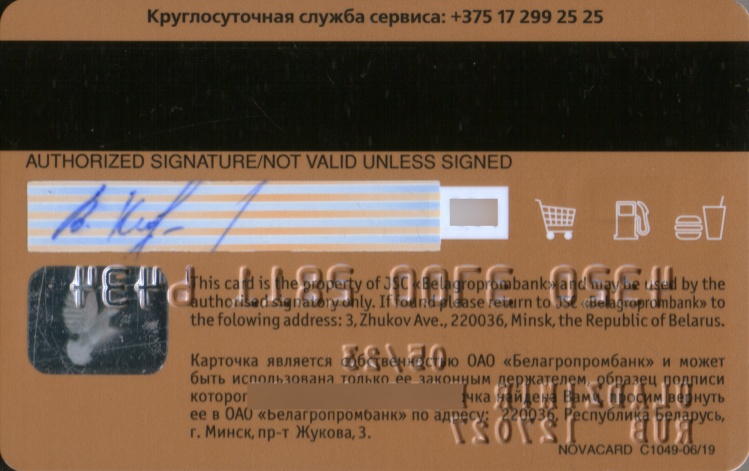 Круглосуточная служба сервиса: +375 17 299 25 25
AUTHORIZED SIGNATURE/NOT VALID UNLESS SIGNED
This card is the property of JSC «Belagroprombank» and may be used by the
authorised signatory only. If found please return to JSC «Belagroprombank» to
the folowing address: 3, Zhukov Ave., 220036, Minsk, the Republic of Belarus.
Карточка является собственностью ОАО «Белагропромбанк» и может
быть использована только ее законным держателем, образец подписи
найдена Вами, просим вернуть
ее в ОАО «Белагропромбанк» по адресу: 220036, Республика Беларусь,
г. Минск, пр-т Жукова, 3.
NOVACARD C1049-06/19